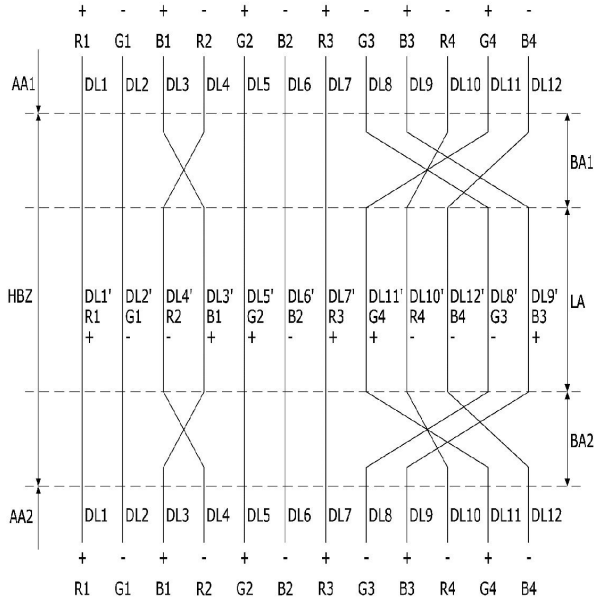 + - + - + - + - + - + -
R1 G1 B1 R2 G2 B2 R3 G3 B3 R4 G4 B4
AA1 DL1 DL2 DL3 DL4 DL5 DL6 DL7 DL8 DL9 DL10 DL11 DL12
BA1
HBZ DL1' DL2' DL4' DL3' DL5' DL6' DL7' DL11' DL10' DL12' DL8' DL9' LA
R1 G1 R2 B1 G2 B2 R3 G4 R4 B4 G3 B3
+ - - + + - + + - - - +
BA2
AA2 DL1 DL2 DL3 DL4 DL5 DL6 DL7 DL8 DL9 DL10 DL11 DL12
+ - + - + - + - + - + -
R1 G1 B1 R2 G2 B2 R3 G3 B3 R4 G4 B4